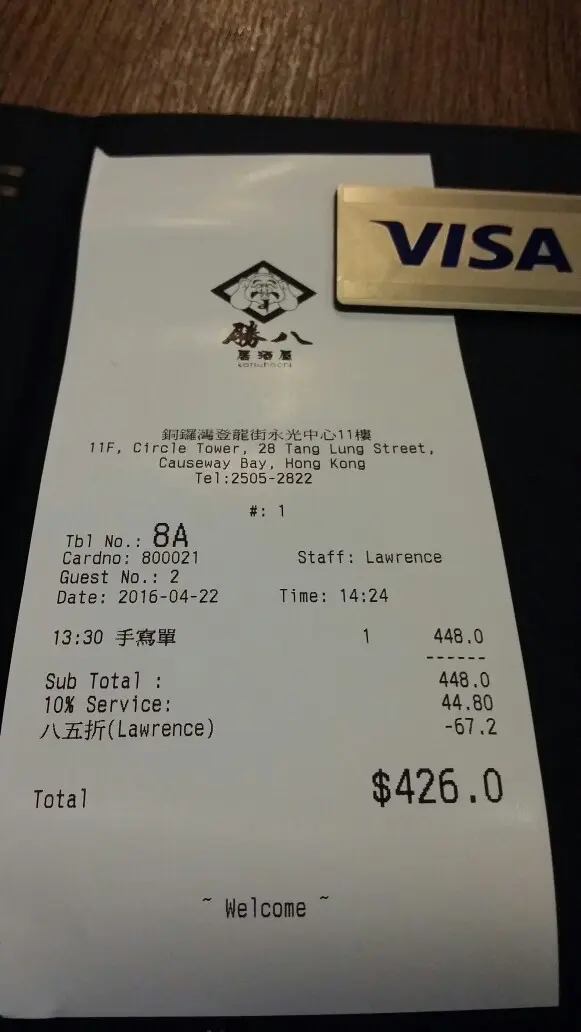 VISA
勝八
居酒屋
銅鑼灣登龍街永光中心11樓
11F, Circle Tower, 28 Tang Lung Street,
Causeway Bay, Hong Kong
Tel:2505-2822
#: 1
Tbl No.: 8A
Cardno: 800021 Staff: Lawrence
Guest No.: 2
Date: 2016-04-22 Time: 14:24
13:30 手寫單 1 448.0
------
Sub Total : 448.0
10% Service: 44.80
八五折(Lawrence) -67.2
Total $426.0
~ Welcome ~